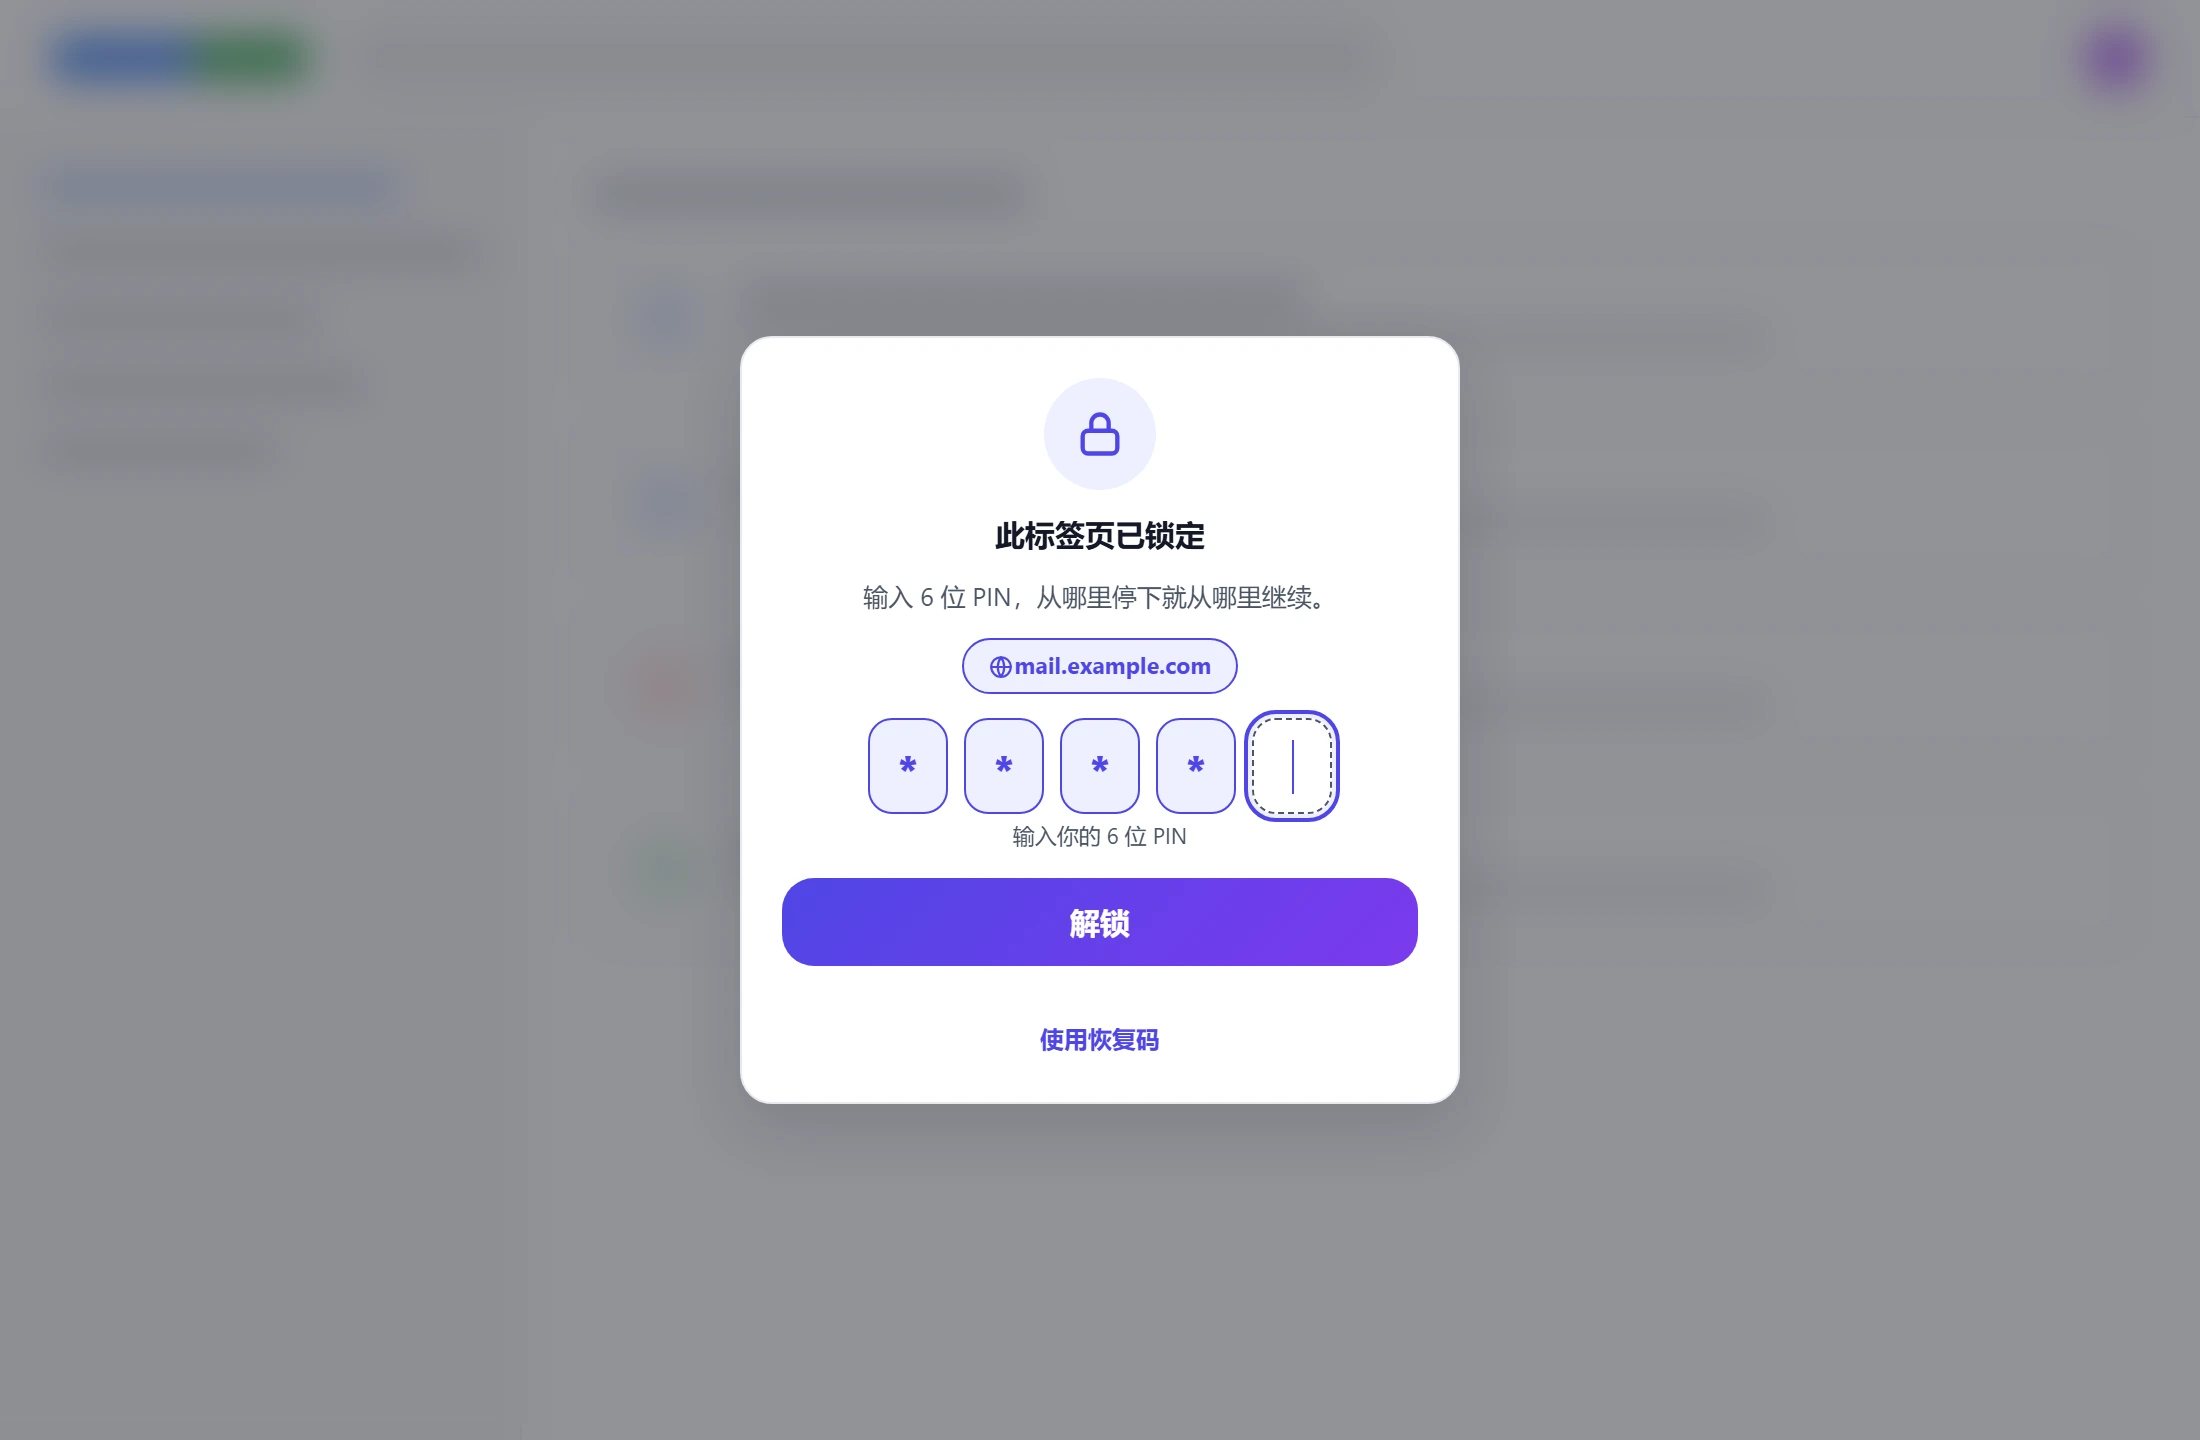 此标签页已锁定
输入 6 位 PIN，从哪里停下就从哪里继续。
mail.example.com
* * * *
输入你的 6 位 PIN
解锁
使用恢复码